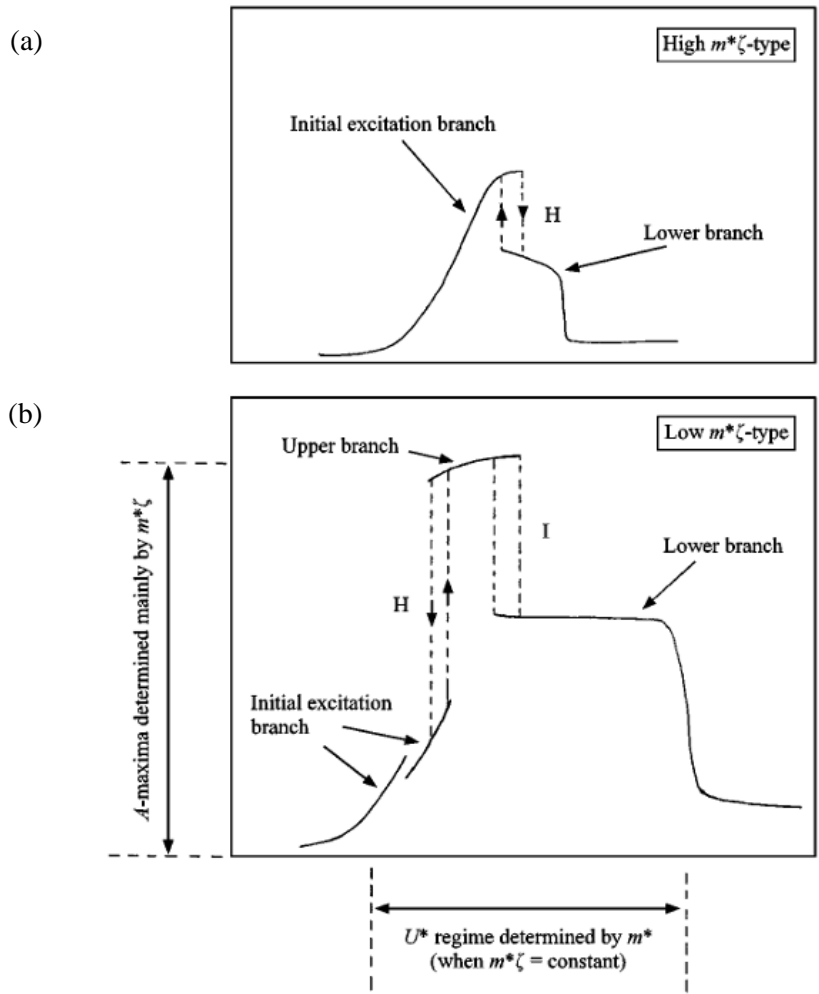 (a)
High m*ζ-type
Initial excitation branch
H
Lower branch
(b)
Low m*ζ-type
Upper branch
I
Lower branch
H
Initial excitation
branch
A-maxima determined mainly by m*ζ
U* regime determined by m*
(when m*ζ = constant)